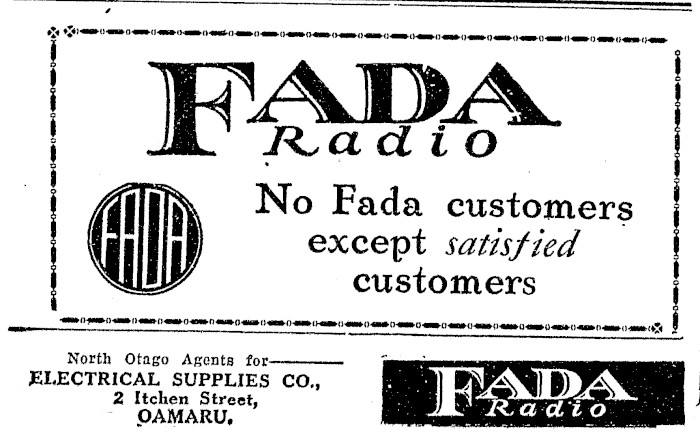 FADA
Radio
FADA
No Fada customers
except satisfied
customers
North Otago Agents for
ELECTRICAL SUPPLIES CO.,
2 Itchen Street,
OAMARU.
FADA
Radio